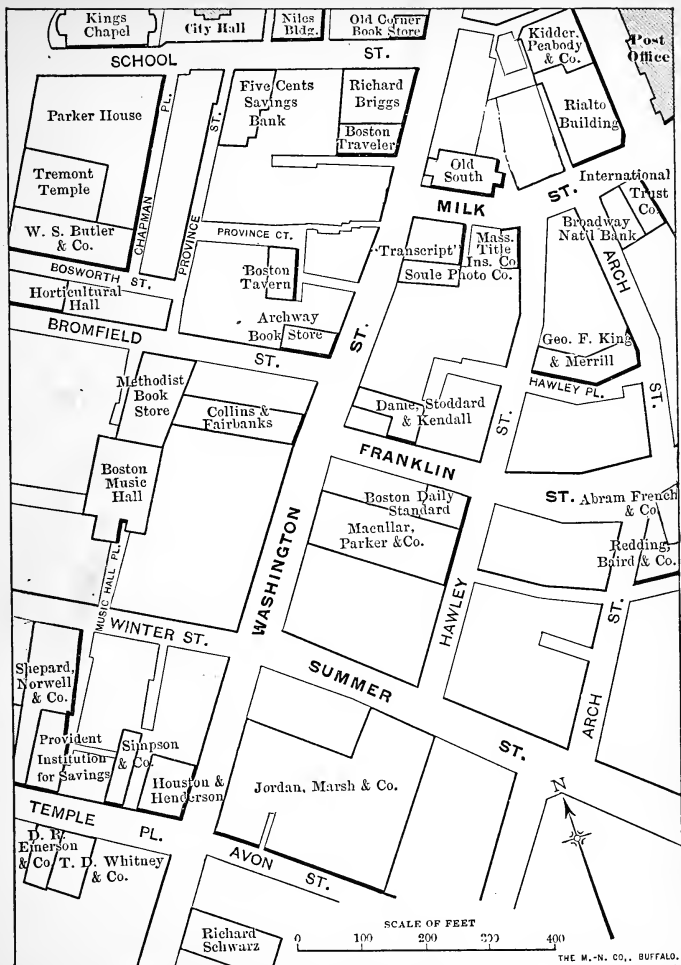 Kings
Chapel
City Hall
Niles
Bldg.
Old Corner
Book Store
Kidder,
Peabody
& Co.
Post
Office
SCHOOL ST.
Parker House
CHAPMAN PL.
PROVINCE ST.
Five Cents
Savings
Bank
Richard
Briggs
Boston
Traveler
Rialto
Building
Tremont
Temple
Old
South
International
Trust
Co.
MILK ST.
W. S. Butler
& Co.
PROVINCE CT.
"Transcript"
Mass.
Title
Ins. Co
Soule Photo Co.
Broadway
Nat'l Bank
ARCH ST.
BOSWORTH ST.
Boston
Tavern
Horticultural
Hall
Archway
Book Store
BROMFIELD ST.
Geo. F. King
& Merrill
HAWLEY PL.
Methodist
Book
Store
Collins &
Fairbanks
Dame, Stoddard
& Kendall
FRANKLIN ST.
Boston
Music
Hall
Boston Daily
Standard
Macullar,
Parker & Co.
Abram French
& Co.
Redding,
Baird & Co.
WASHINGTON ST.
HAWLEY ST.
MUSIC HALL PL.
WINTER ST.
SUMMER ST.
ARCH ST.
Shepard,
Norwell
& Co.
Provident
Institution
for Savings
Simpson
& Co.
Houston &
Henderson
Jordan, Marsh & Co.
N
TEMPLE PL.
D. R.
Emerson
& Co.
T. D. Whitney
& Co.
AVON ST.
Richard
Schwarz
SCALE OF FEET
0 100 200 300 400
THE M.-N. CO., BUFFALO.